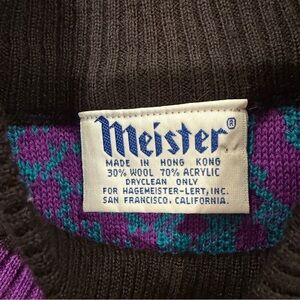 Meister®
MADE IN HONG KONG
30% WOOL 70% ACRYLIC
DRYCLEAN ONLY
FOR HAGEMEISTER-LERT, INC.
SAN FRANCISCO, CALIFORNIA.